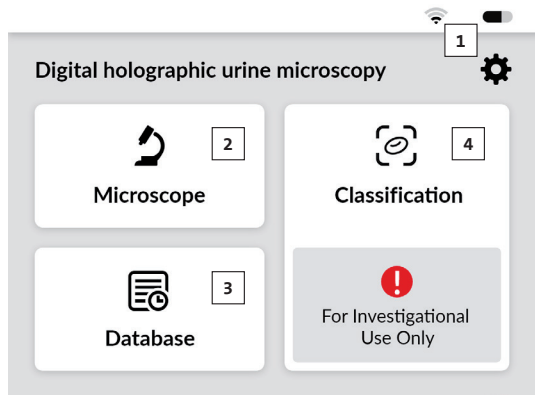 1
Digital holographic urine microscopy
2
Microscope
4
Classification
3
Database
For Investigational
Use Only